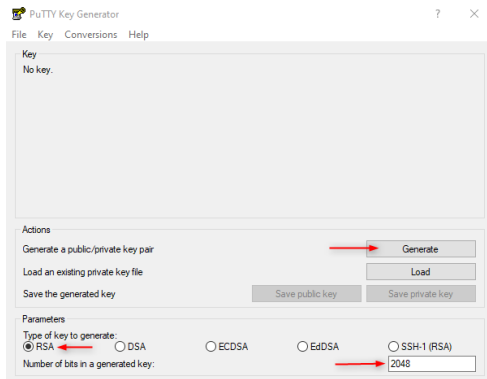 PuTTY Key Generator
File Key Conversions Help
Key
No key.
Actions
Generate a public/private key pair
Generate
Load an existing private key file
Load
Save the generated key
Save public key
Save private key
Parameters
Type of key to generate:
RSA DSA ECDSA EdDSA SSH-1 (RSA)
Number of bits in a generated key:
2048